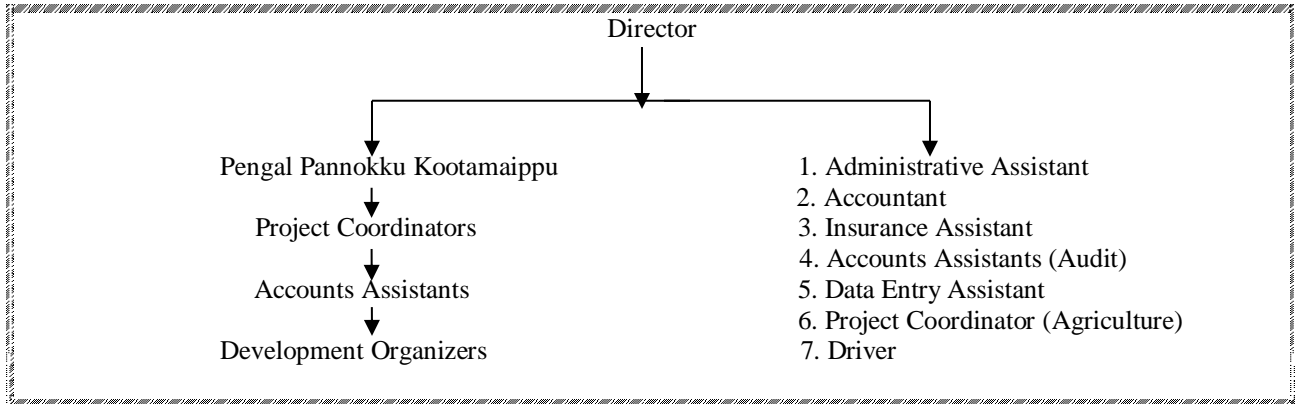 Director
Pengal Pannokku Kootamaippu
Project Coordinators
Accounts Assistants
Development Organizers
1. Administrative Assistant
2. Accountant
3. Insurance Assistant
4. Accounts Assistants (Audit)
5. Data Entry Assistant
6. Project Coordinator (Agriculture)
7. Driver